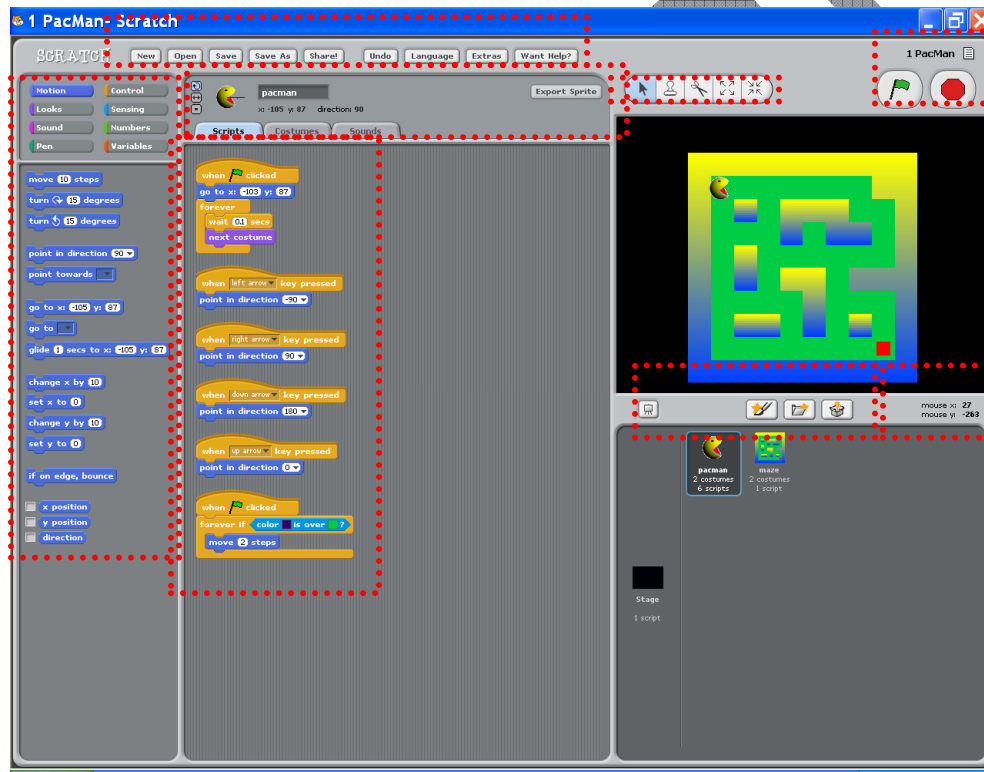 1 PacMan- Scratch
SCRATCH New Open Save Save As Share! Undo Language Extras Want Help?
1 PacMan
Motion Control
Looks Sensing
Sound Numbers
Pen Variables
pacman
Export Sprite
x: -105 y: 87 direction: 90
Scripts Costumes Sounds
move 10 steps
turn 15 degrees
turn 15 degrees
point in direction 90
point towards
go to x: -105 y: 87
go to
glide 1 secs to x: -105 y: 87
change x by 10
set x to 0
change y by 10
set y to 0
if on edge, bounce
x position
y position
direction
when clicked
go to x: -103 y: 87
forever
wait 0.1 secs
next costume
when left arrow key pressed
point in direction -90
when right arrow key pressed
point in direction 90
when down arrow key pressed
point in direction 180
when up arrow key pressed
point in direction 0
when clicked
forever if color is over ?
move 2 steps
mouse x: 27
mouse y: -263
pacman
2 costumes
6 scripts
maze
2 costumes
1 script
Stage
1 script